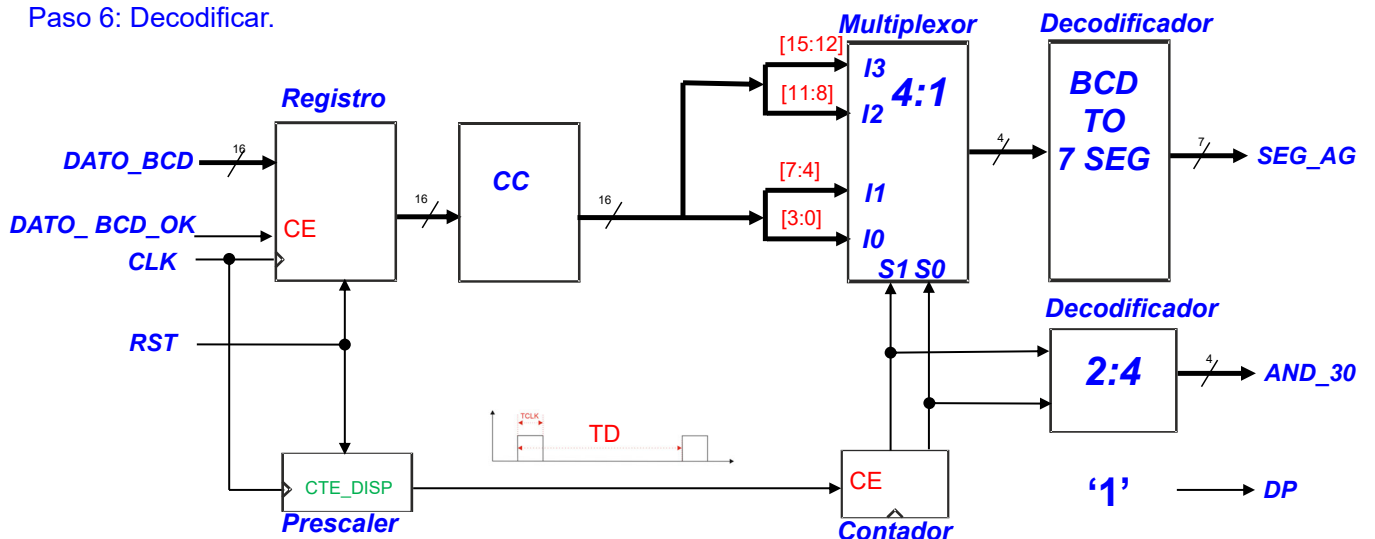 Paso 6: Decodificar.
Multiplexor
Decodificador
[15:12]
I3
4:1
[11:8]
I2
BCD
TO
7 SEG
4
7
SEG_AG
Registro
DATO_BCD
16
CC
16
16
[7:4]
I1
[3:0]
I0
DATO_ BCD_OK
CE
CLK
S1 S0
Decodificador
RST
2:4
4
AND_30
TCLK
TD
CTE_DISP
CE
‘1’
DP
Prescaler
Contador